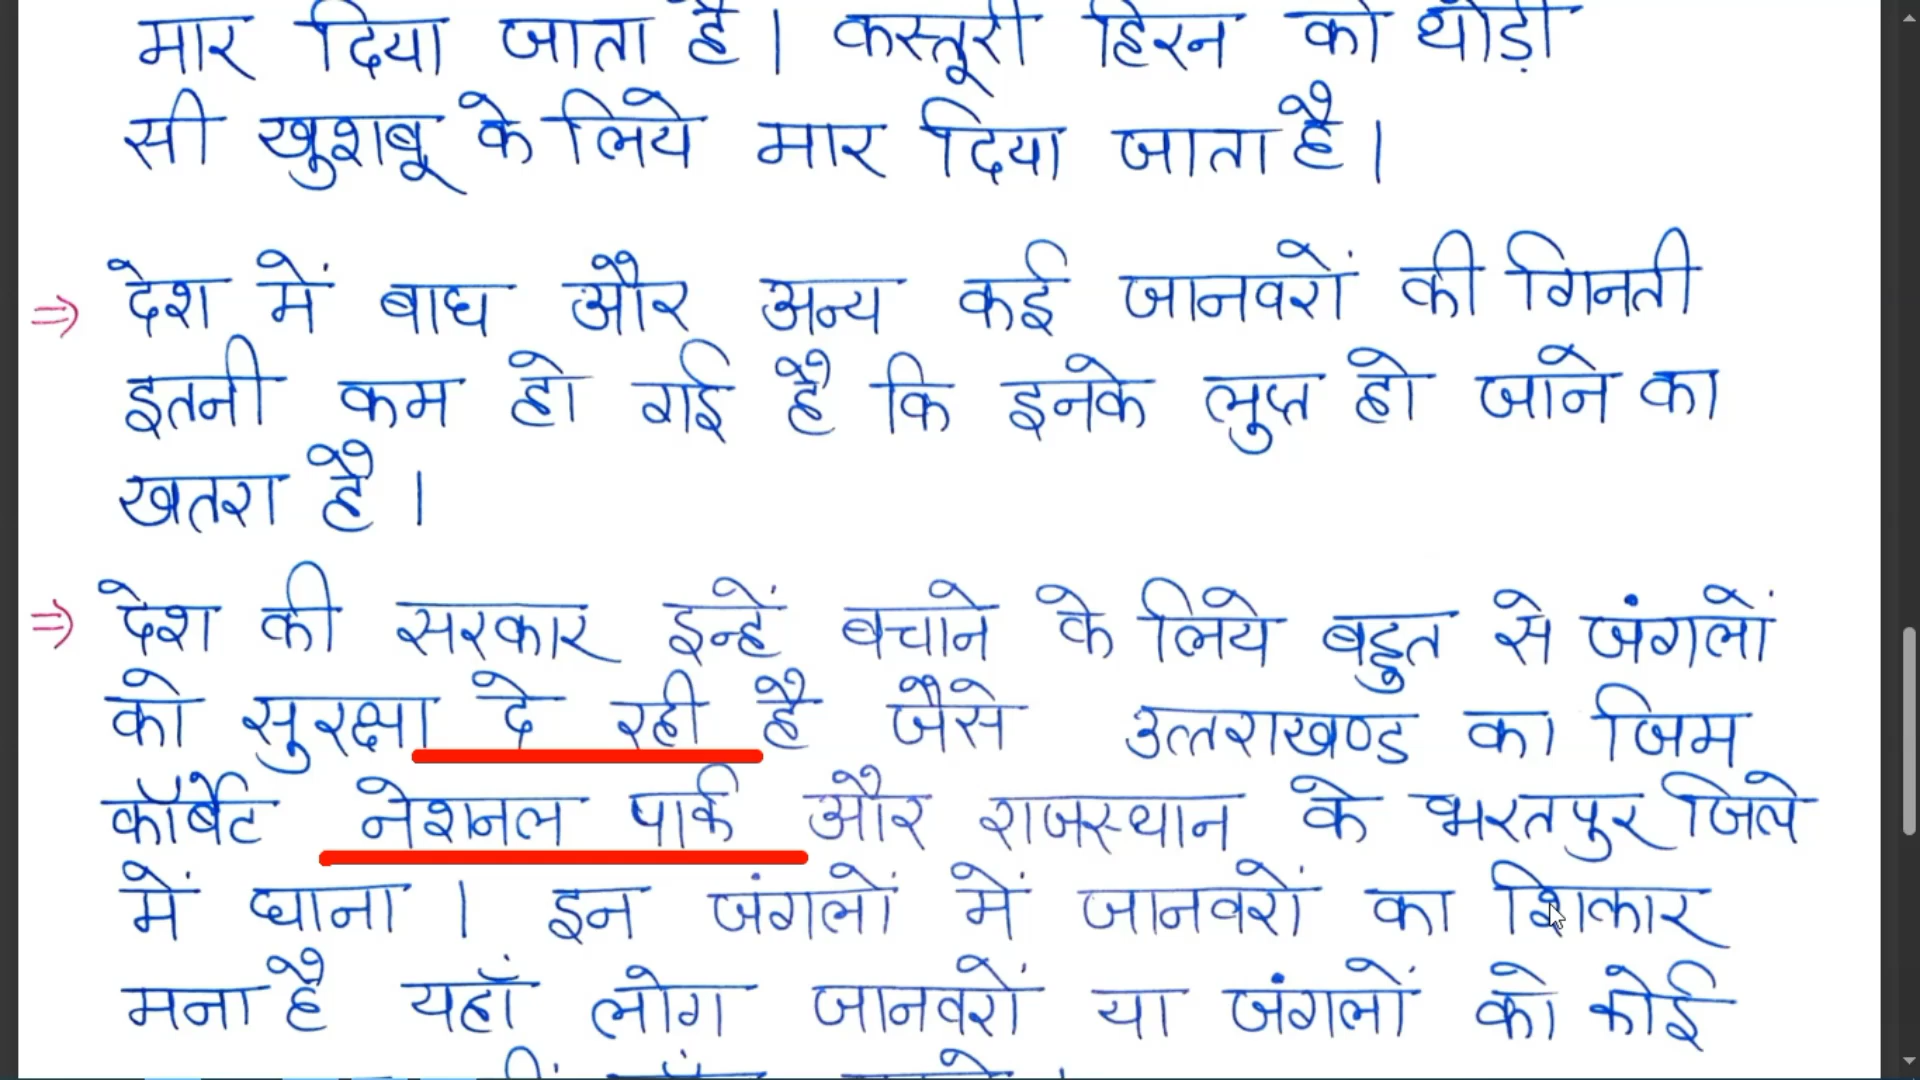 मार दिया जाता है। कस्तूरी हिरन को थोड़ी
सी खुशबू के लिये मार दिया जाता है।
⇒ देश में बाघ और अन्य कई जानवरों की गिनती
इतनी कम हो गई है कि इनके लुप्त हो जाने का
खतरा है।
⇒ देश की सरकार इन्हें बचाने के लिये बहुत से जंगलों
को सुरक्षा दे रही है जैसे उत्तराखण्ड का जिम
कॉर्बेट नेशनल पार्क और राजस्थान के भरतपुर जिले
में घाना। इन जंगलों में जानवरों का शिकार
मना है यहाँ लोग जानवरों या जंगलों को कोई